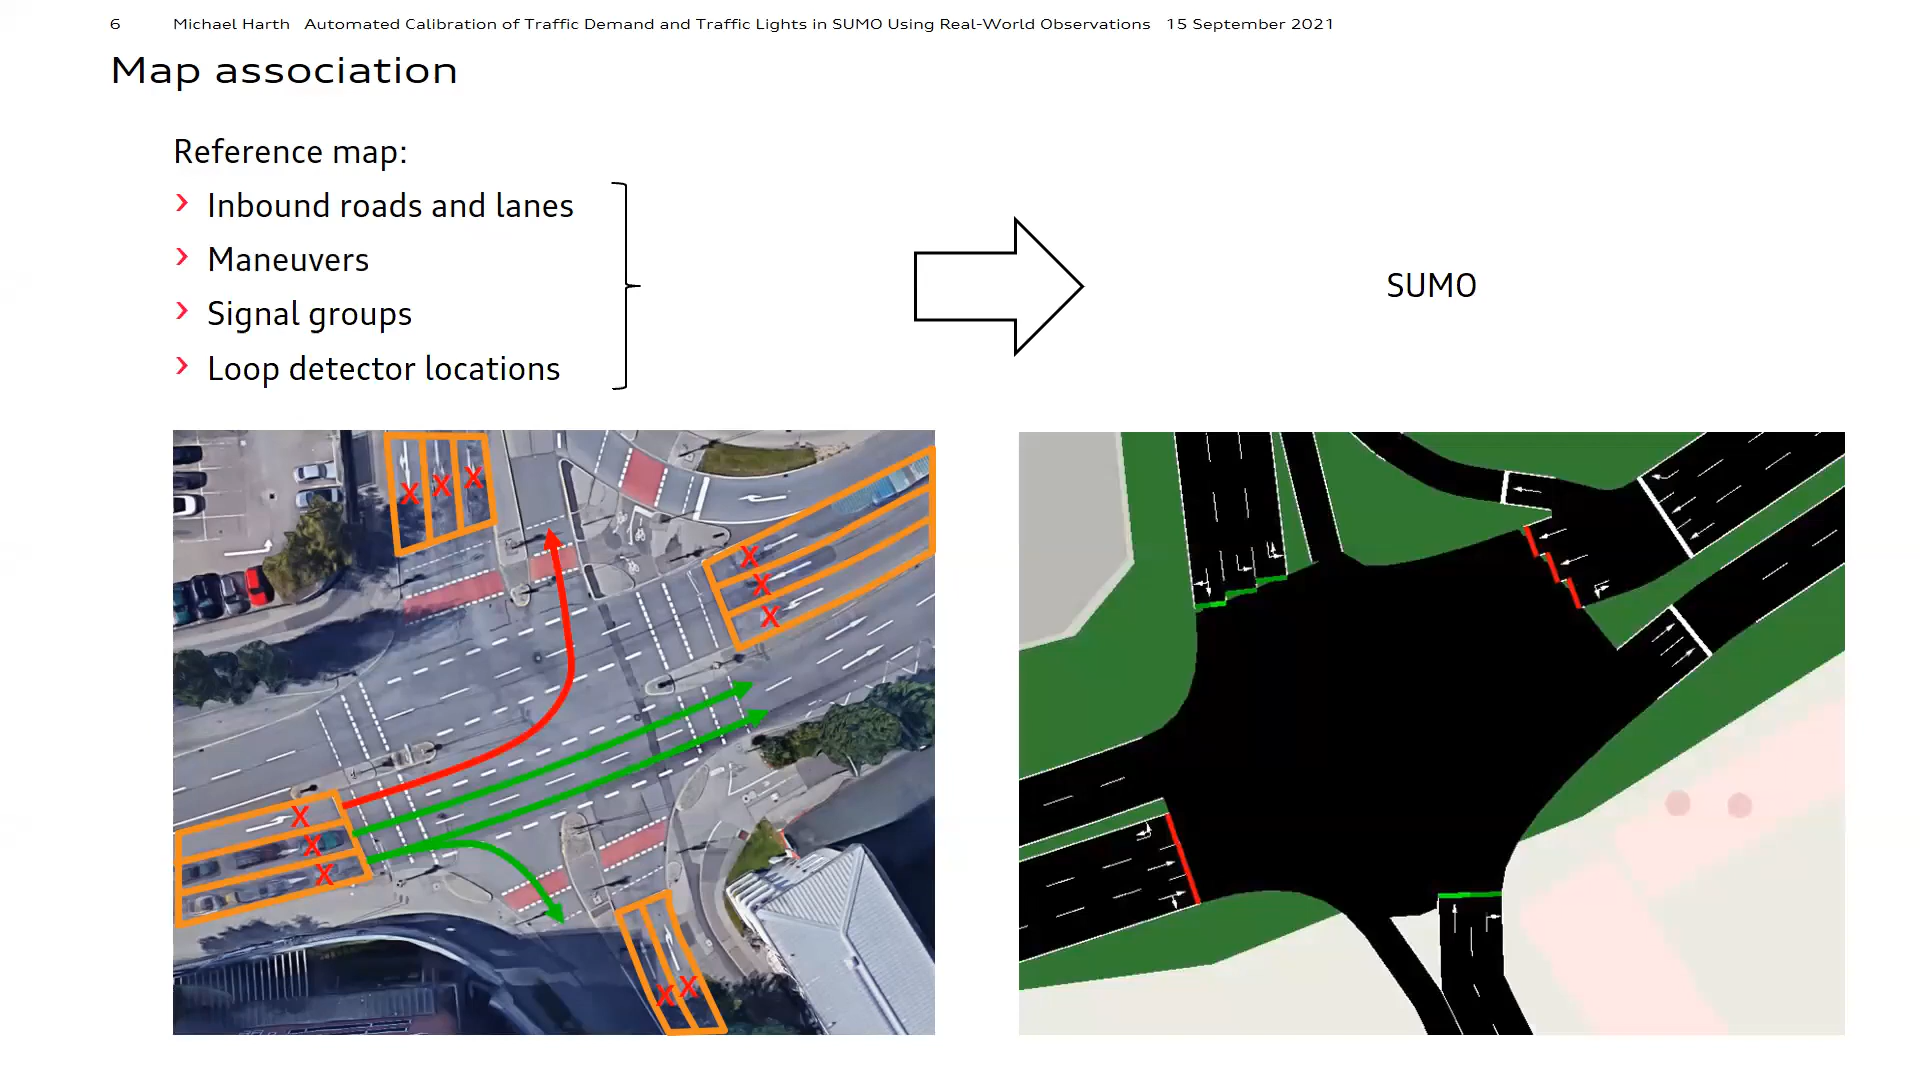 6 Michael Harth Automated Calibration of Traffic Demand and Traffic Lights in SUMO Using Real-World Observations 15 September 2021
Map association
Reference map:
Inbound roads and lanes
Maneuvers
Signal groups
Loop detector locations
SUMO
X X X
X
X
X
X
X
X
X X